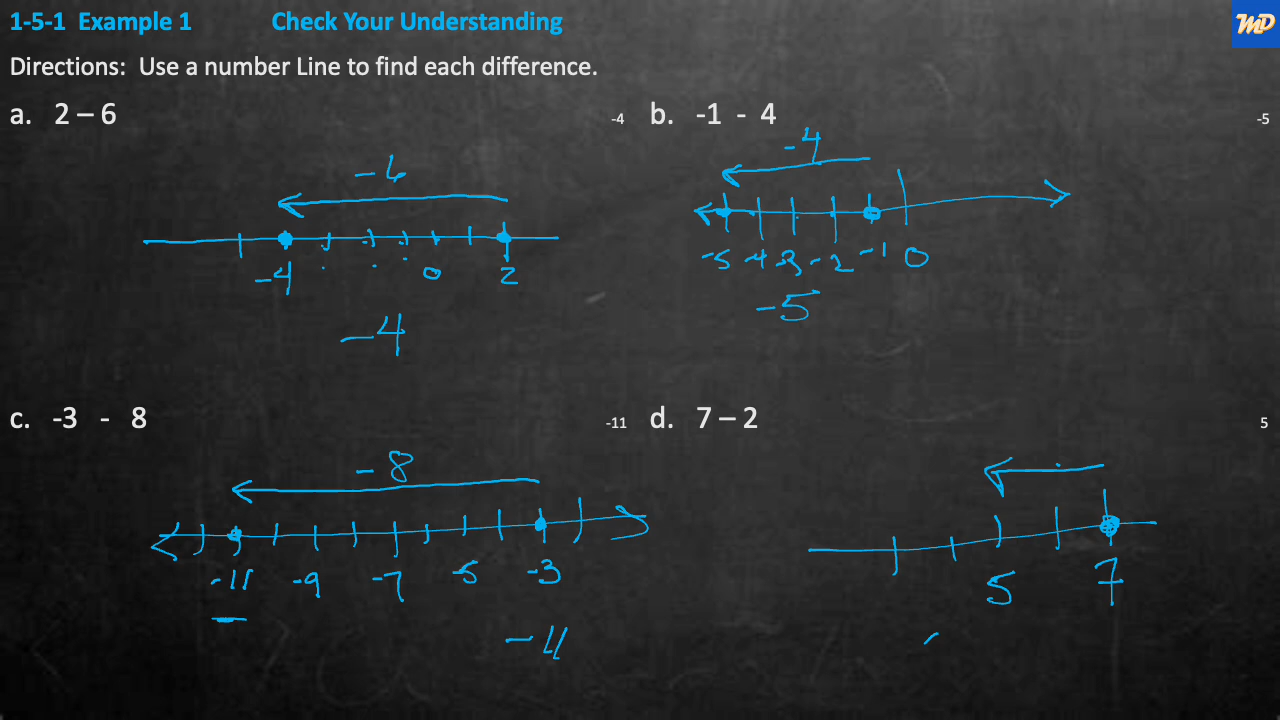 1-5-1 Example 1 Check Your Understanding
MD
Directions: Use a number Line to find each difference.
a. 2 – 6 -4
-6
-4 0 2
-4
b. -1 - 4 -5
-4
-5 -4 -3 -2 -1 0
-5
c. -3 - 8 -11
-8
-11 -9 -7 -5 -3
-11
d. 7 – 2 5
5 7